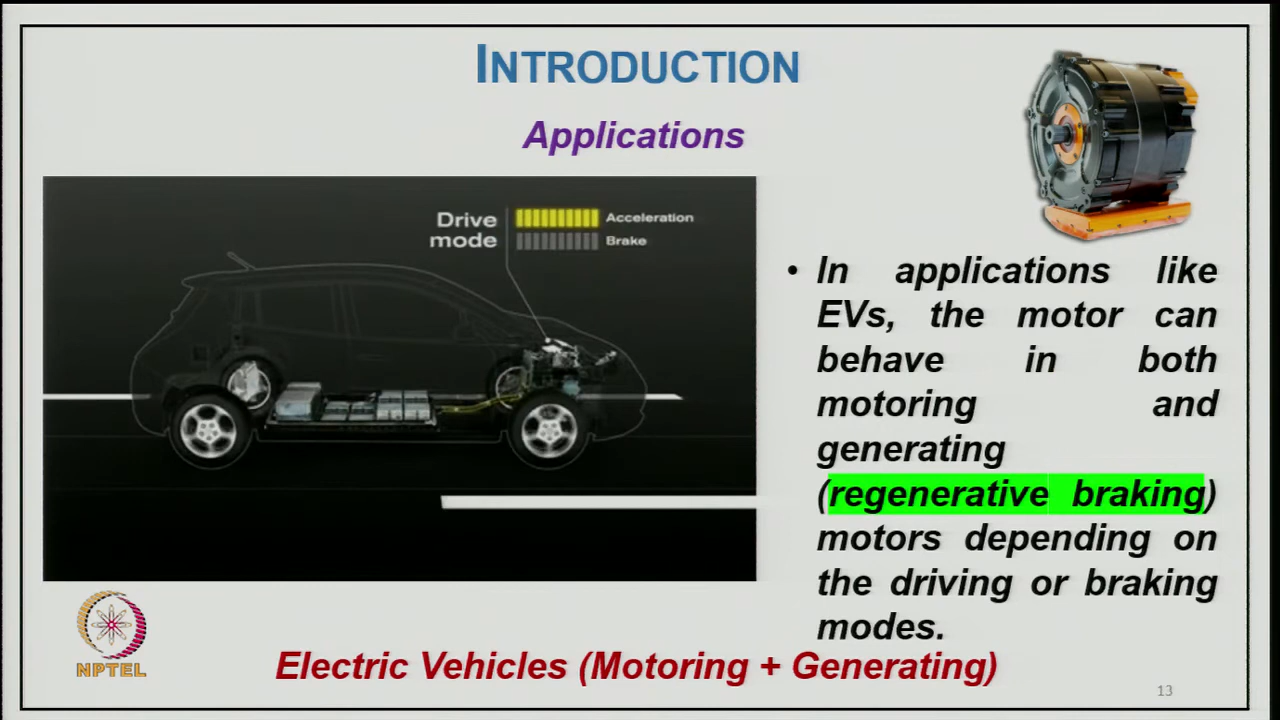 INTRODUCTION
Applications
Drive mode
Acceleration
Brake
• In applications like
EVs, the motor can
behave in both
motoring and
generating
(regenerative braking)
motors depending on
the driving or braking
modes.
NPTEL
Electric Vehicles (Motoring + Generating)
13